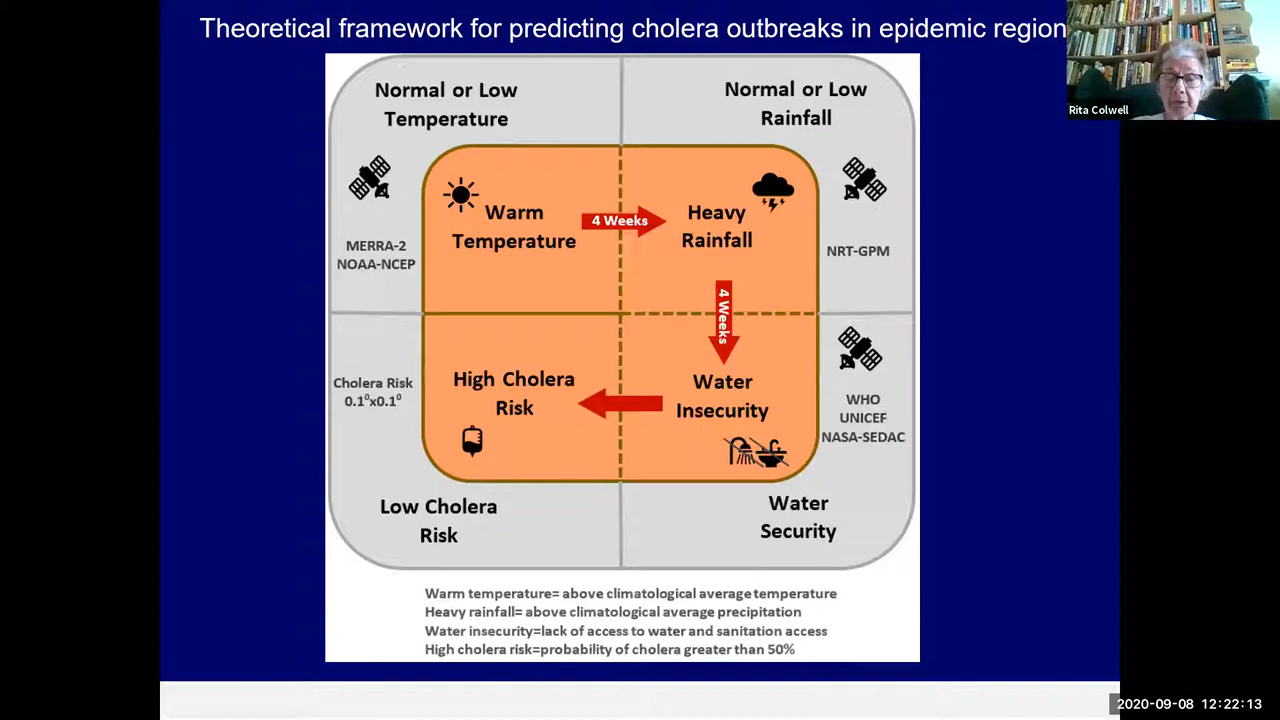 Theoretical framework for predicting cholera outbreaks in epidemic region
Rita Colwell
Normal or Low
Temperature
Normal or Low
Rainfall
MERRA-2
NOAA-NCEP
Warm
Temperature
4 Weeks
Heavy
Rainfall
NRT-GPM
4 Weeks
Cholera Risk
0.1⁰x0.1⁰
High Cholera
Risk
Water
Insecurity
WHO
UNICEF
NASA-SEDAC
Low Cholera
Risk
Water
Security
Warm temperature= above climatological average temperature
Heavy rainfall= above climatological average precipitation
Water insecurity=lack of access to water and sanitation access
High cholera risk=probability of cholera greater than 50%
2020-09-08 12:22:13